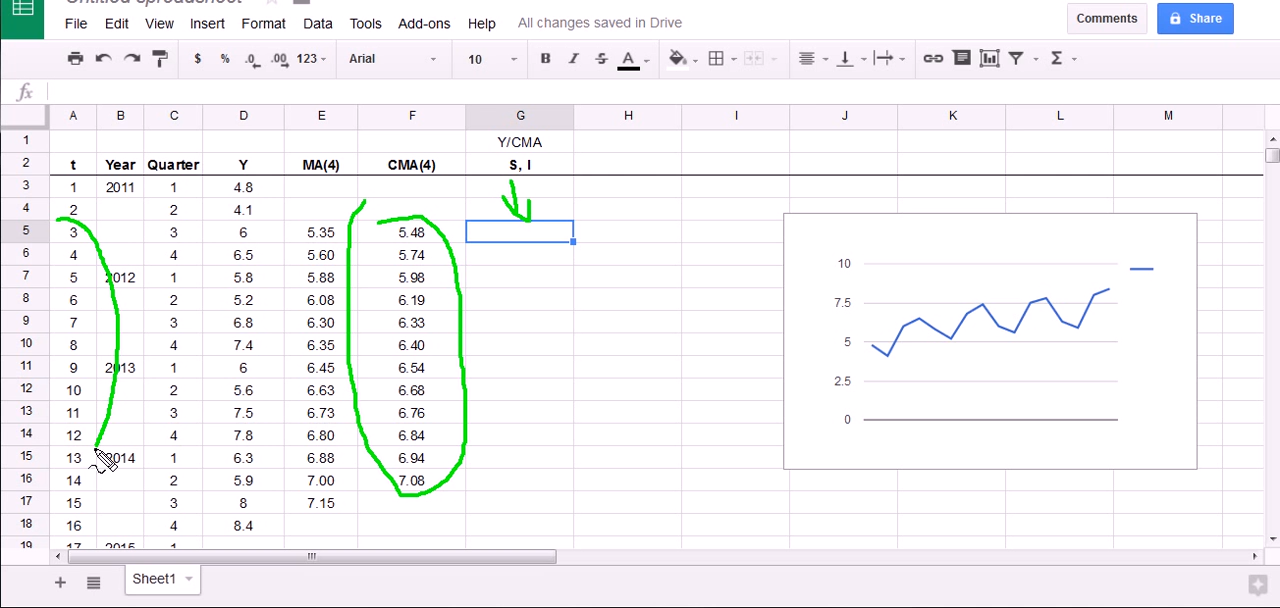 Untitled spreadsheet
File Edit View Insert Format Data Tools Add-ons Help All changes saved in Drive
Comments Share
$ % .0 .00 123 Arial 10 B I S A Σ
fx
A B C D E F G H I J K L M
1 Y/CMA
2 t Year Quarter Y MA(4) CMA(4) S, I
3 1 2011 1 4.8
4 2 2 4.1
5 3 3 6 5.35 5.48
6 4 4 6.5 5.60 5.74
7 5 2012 1 5.8 5.88 5.98
8 6 2 5.2 6.08 6.19
9 7 3 6.8 6.30 6.33
10 8 4 7.4 6.35 6.40
11 9 2013 1 6 6.45 6.54
12 10 2 5.6 6.63 6.68
13 11 3 7.5 6.73 6.76
14 12 4 7.8 6.80 6.84
15 13 2014 1 6.3 6.88 6.94
16 14 2 5.9 7.00 7.08
17 15 3 8 7.15
18 16 4 8.4
19 17 2015 1
10
7.5
5
2.5
0
+ Sheet1